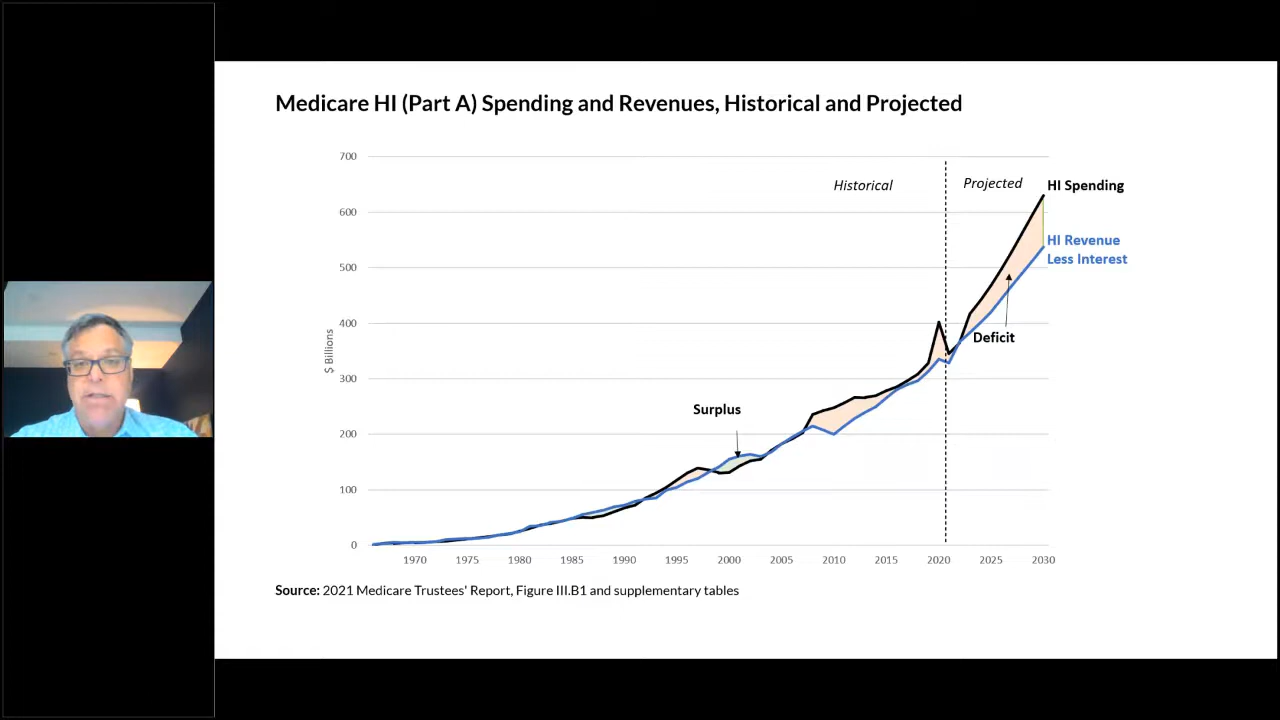 Medicare HI (Part A) Spending and Revenues, Historical and Projected
700
600
500
400
300
200
100
0
$ Billions
Historical
Projected
HI Spending
HI Revenue
Less Interest
Deficit
Surplus
1970 1975 1980 1985 1990 1995 2000 2005 2010 2015 2020 2025 2030
Source: 2021 Medicare Trustees' Report, Figure III.B1 and supplementary tables